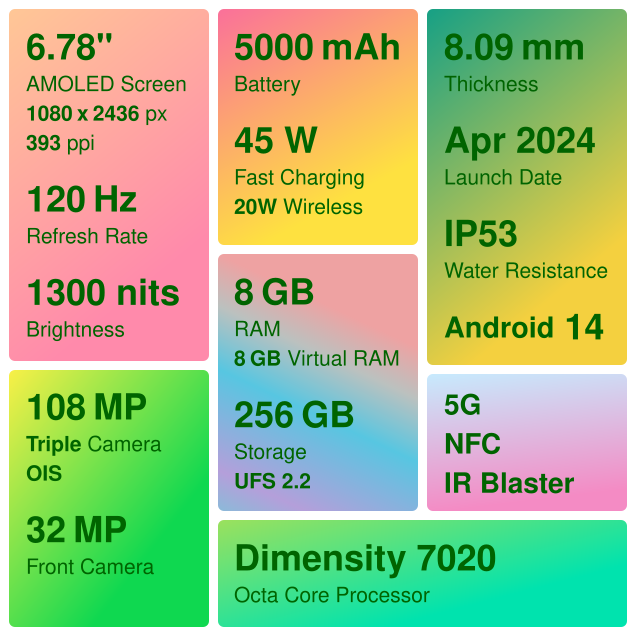 6.78"
AMOLED Screen
1080 x 2436 px
393 ppi
120 Hz
Refresh Rate
1300 nits
Brightness
5000 mAh
Battery
45 W
Fast Charging
20W Wireless
8.09 mm
Thickness
Apr 2024
Launch Date
IP53
Water Resistance
Android 14
8 GB
RAM
8 GB Virtual RAM
256 GB
Storage
UFS 2.2
108 MP
Triple Camera
OIS
32 MP
Front Camera
5G
NFC
IR Blaster
Dimensity 7020
Octa Core Processor